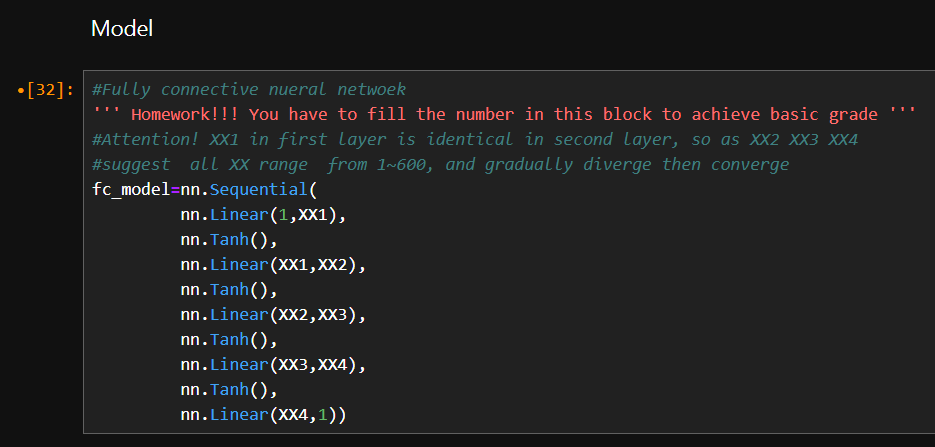 Model
•[32]:
#Fully connective nueral netwoek
''' Homework!!! You have to fill the number in this block to achieve basic grade '''
#Attention! XX1 in first layer is identical in second layer, so as XX2 XX3 XX4
#suggest  all XX range  from 1~600, and gradually diverge then converge
fc_model=nn.Sequential(
        nn.Linear(1,XX1),
        nn.Tanh(),
        nn.Linear(XX1,XX2),
        nn.Tanh(),
        nn.Linear(XX2,XX3),
        nn.Tanh(),
        nn.Linear(XX3,XX4),
        nn.Tanh(),
        nn.Linear(XX4,1))